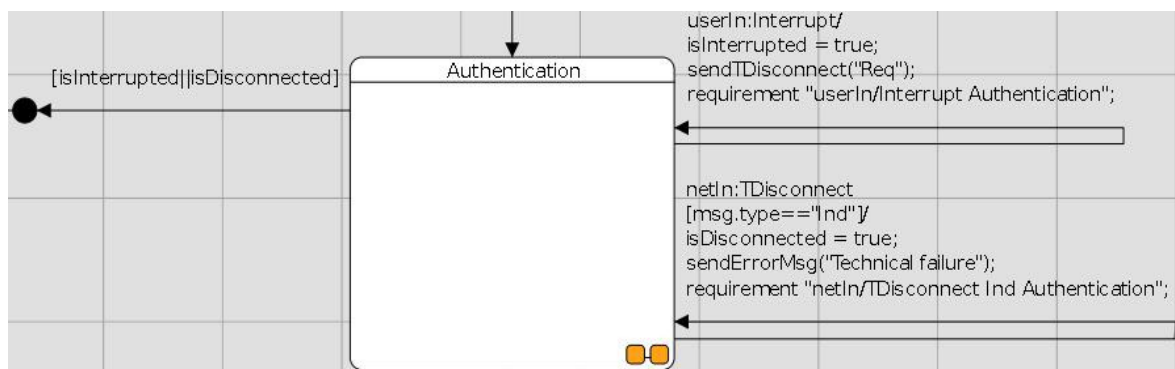 userIn:Interrupt/
isInterrupted = true;
sendTDisconnect("Req");
requirement "userIn/Interrupt Authentication";
Authentication
[isInterrupted||isDisconnected]
netIn:TDisconnect
[msg.type=="Ind"]/
isDisconnected = true;
sendErrorMsg("Technical failure");
requirement "netIn/TDisconnect Ind Authentication";